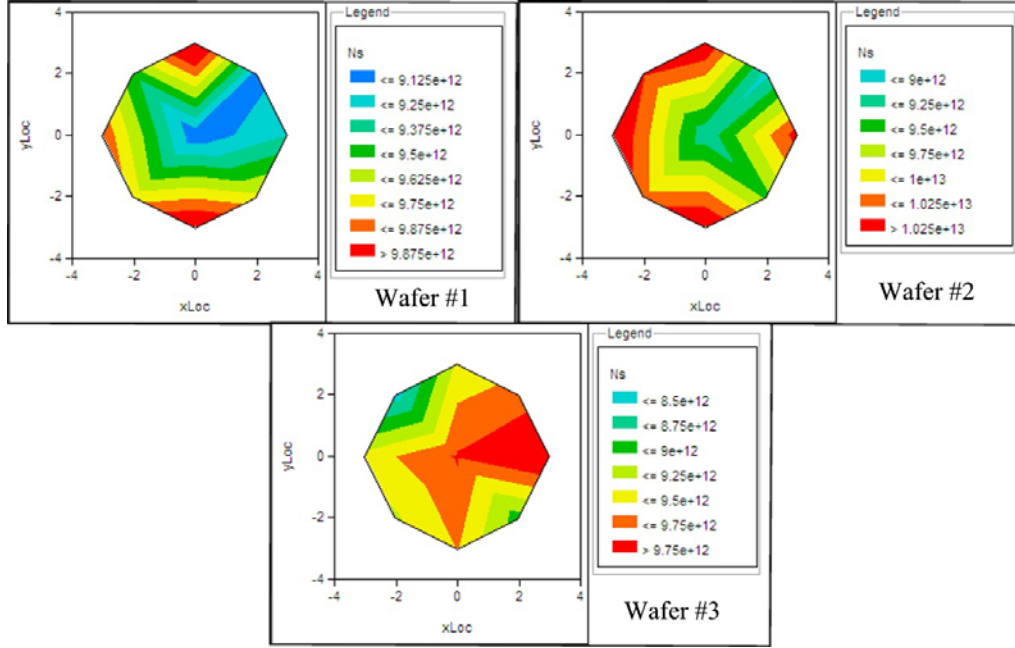 4
2
0
-2
-4
yLoc
-4 -2 0 2 4
xLoc
Legend
Ns
<= 9.125e+12
<= 9.25e+12
<= 9.375e+12
<= 9.5e+12
<= 9.625e+12
<= 9.75e+12
<= 9.875e+12
> 9.875e+12
Wafer #1
4
2
0
-2
-4
yLoc
-4 -2 0 2 4
xLoc
Legend
Ns
<= 9e+12
<= 9.25e+12
<= 9.5e+12
<= 9.75e+12
<= 1e+13
<= 1.025e+13
> 1.025e+13
Wafer #2
4
2
0
-2
-4
yLoc
-4 -2 0 2 4
xLoc
Legend
Ns
<= 8.5e+12
<= 8.75e+12
<= 9e+12
<= 9.25e+12
<= 9.5e+12
<= 9.75e+12
> 9.75e+12
Wafer #3